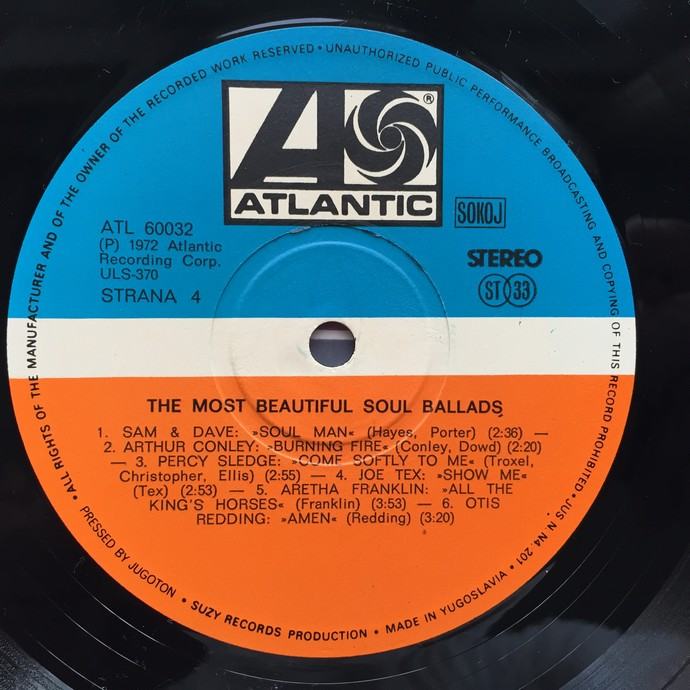 • ALL RIGHTS OF THE MANUFACTURER AND OF THE OWNER OF THE RECORDED WORK RESERVED • UNAUTHORIZED PUBLIC PERFORMANCE BROADCASTING AND COPYING OF THIS RECORD PROHIBITED • JUS N N4. 201 •
ATLANTIC
®
SOKOJ
ATL 60032
(P) 1972 Atlantic
Recording Corp.
ULS-370
STRANA 4
STEREO
ST 33
THE MOST BEAUTIFUL SOUL BALLADS
1. SAM & DAVE: »SOUL MAN« (Hayes, Porter) (2:36) —
2. ARTHUR CONLEY: »BURNING FIRE« (Conley, Dowd) (2:20)
— 3. PERCY SLEDGE: »COME SOFTLY TO ME« (Troxel,
Christopher, Ellis) (2:55) — 4. JOE TEX: »SHOW ME«
(Tex) (2:53) — 5. ARETHA FRANKLIN: »ALL THE
KING'S HORSES« (Franklin) (3:53) — 6. OTIS
REDDING: »AMEN« (Redding) (3:20)
PRESSED BY JUGOTON • SUZY RECORDS PRODUCTION • MADE IN YUGOSLAVIA •